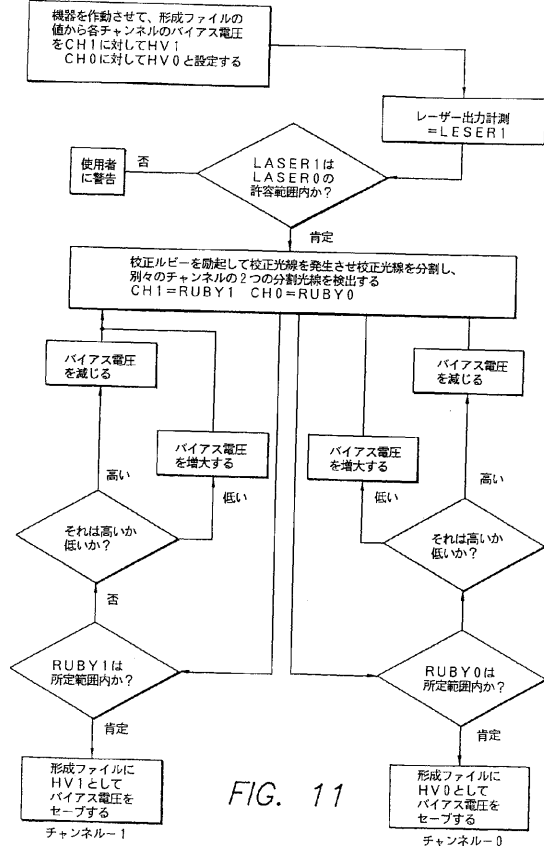 機器を作動させて、形成ファイルの
値から各チャンネルのバイアス電圧
をCH1に対してHV1
CH0に対してHV0と設定する
レーザー出力計測
=LESER1
LASER1は
LASER0の
許容範囲内か?
否
使用者
に警告
肯定
校正ルビーを励起して校正光線を発生させ校正光線を分割し、
別々のチャンネルの2つの分割光線を検出する
CH1=RUBY1 CH0=RUBY0
バイアス電圧
を減じる
バイアス電圧
を増大する
高い
低い
それは高いか
低いか?
否
RUBY1は
所定範囲内か?
肯定
形成ファイルに
HV1として
バイアス電圧を
セーブする
チャンネル-1
バイアス電圧
を減じる
バイアス電圧
を増大する
高い
低い
それは高いか
低いか?
RUBY0は
所定範囲内か?
肯定
形成ファイルに
HV0として
バイアス電圧を
セーブする
チャンネル-0
FIG. 11